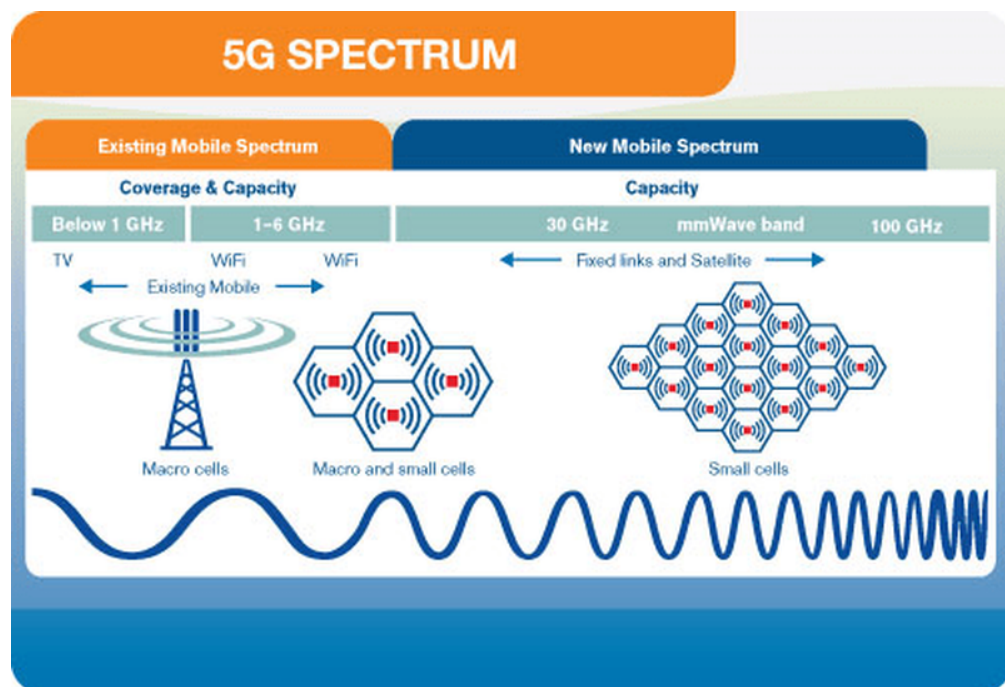 5G SPECTRUM
Existing Mobile Spectrum
New Mobile Spectrum
Coverage & Capacity
Capacity
Below 1 GHz
1–6 GHz
30 GHz
mmWave band
100 GHz
TV
WiFi
WiFi
Fixed links and Satellite
Existing Mobile
Macro cells
Macro and small cells
Small cells